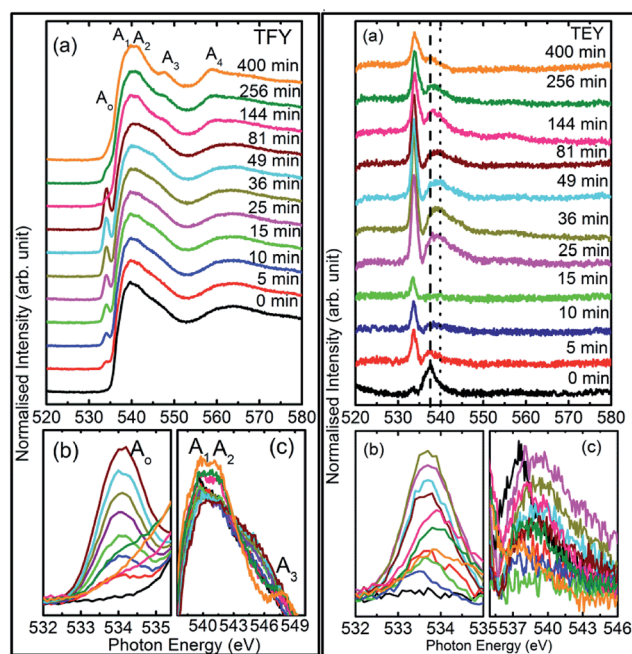 (a) TFY
A1 A2 A3 A4
Ao
400 min
256 min
144 min
81 min
49 min
36 min
25 min
15 min
10 min
5 min
0 min
520 530 540 550 560 570 580
Normalised Intensity (arb. unit)
(b) Ao
532 533 534 535
(c) A1 A2
A3
540 543 546 549
Photon Energy (eV)
(a) TEY
400 min
256 min
144 min
81 min
49 min
36 min
25 min
15 min
10 min
5 min
0 min
520 530 540 550 560 570 580
Normalised Intensity (arb. unit)
(b)
532 533 534 535
(c)
537 540 543 546
Photon Energy (eV)